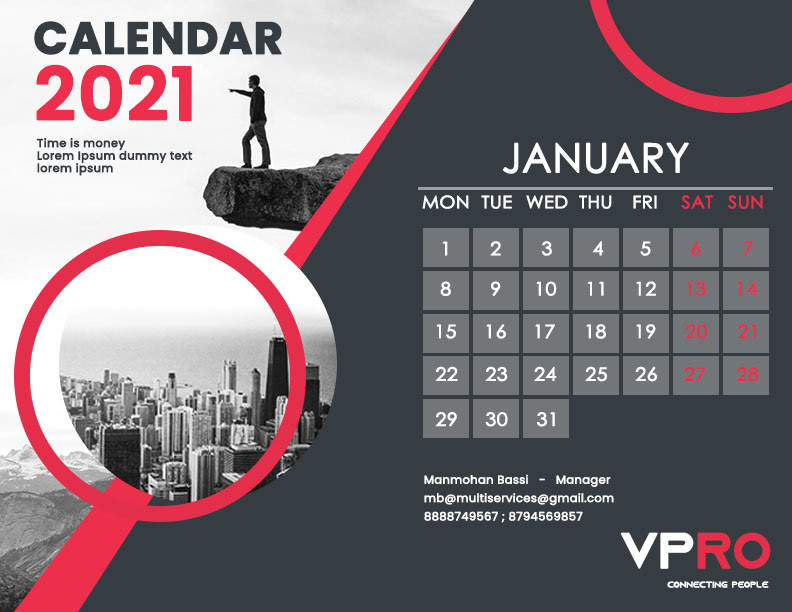 CALENDAR
2021
Time is money
Lorem Ipsum dummy text
lorem ipsum
JANUARY
MON TUE WED THU FRI SAT SUN
1 2 3 4 5 6 7
8 9 10 11 12 13 14
15 16 17 18 19 20 21
22 23 24 25 26 27 28
29 30 31
Manmohan Bassi - Manager
mb@multiservices@gmail.com
8888749567 ; 8794569857
VPRO
CONNECTING PEOPLE